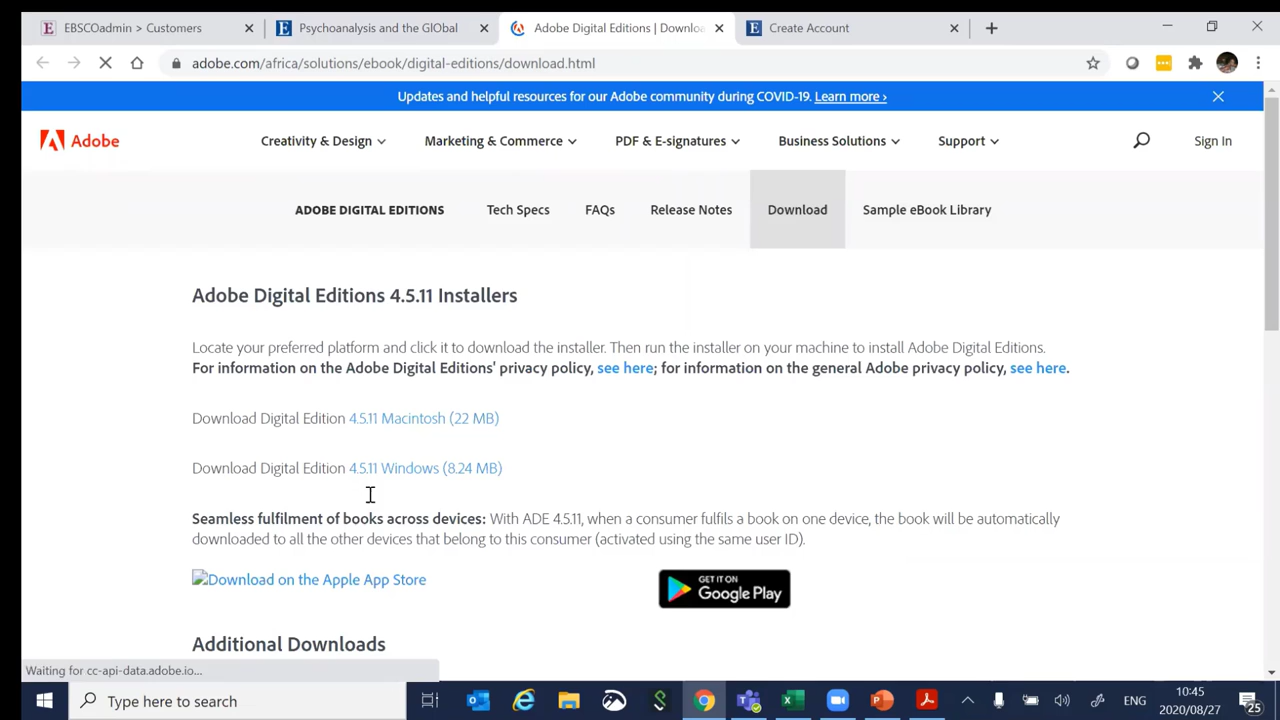 EBSCOadmin > Customers
Psychoanalysis and the GlObal
Adobe Digital Editions | Downloa
Create Account
adobe.com/africa/solutions/ebook/digital-editions/download.html
Updates and helpful resources for our Adobe community during COVID-19. Learn more ›
Adobe
Creativity & Design
Marketing & Commerce
PDF & E-signatures
Business Solutions
Support
Sign In
ADOBE DIGITAL EDITIONS
Tech Specs
FAQs
Release Notes
Download
Sample eBook Library
Adobe Digital Editions 4.5.11 Installers
Locate your preferred platform and click it to download the installer. Then run the installer on your machine to install Adobe Digital Editions.
For information on the Adobe Digital Editions' privacy policy, see here; for information on the general Adobe privacy policy, see here.
Download Digital Edition 4.5.11 Macintosh (22 MB)
Download Digital Edition 4.5.11 Windows (8.24 MB)
Seamless fulfilment of books across devices: With ADE 4.5.11, when a consumer fulfils a book on one device, the book will be automatically
downloaded to all the other devices that belong to this consumer (activated using the same user ID).
Download on the Apple App Store
GET IT ON
Google Play
Additional Downloads
Waiting for cc-api-data.adobe.io...
Type here to search
ENG
10:45
2020/08/27
25